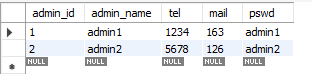 admin_id admin_name tel mail pswd
1 admin1 1234 163 admin1
2 admin2 5678 126 admin2
NULL NULL NULL NULL NULL